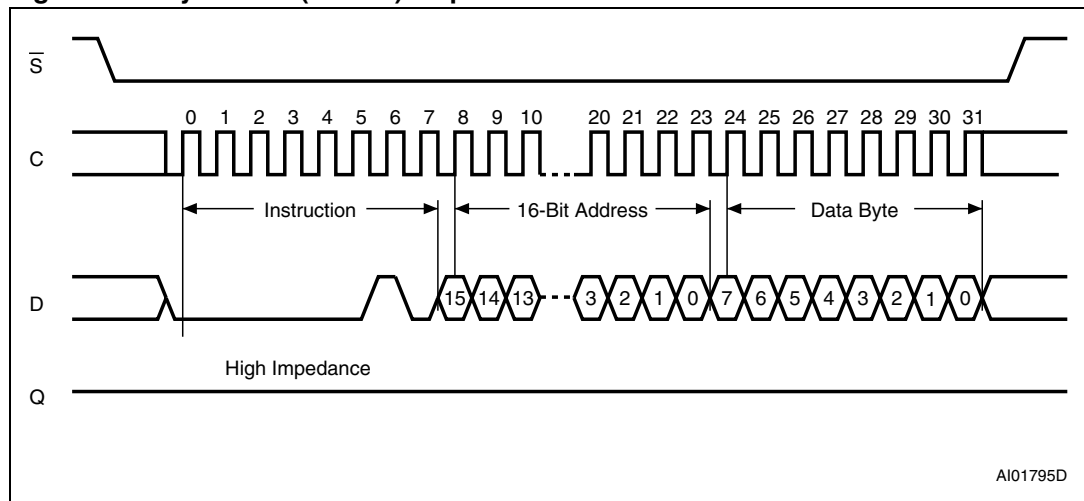 S
0 1 2 3 4 5 6 7 8 9 10 20 21 22 23 24 25 26 27 28 29 30 31
C
Instruction 16-Bit Address Data Byte
D
15 14 13 3 2 1 0 7 6 5 4 3 2 1 0
High Impedance
Q
AI01795D